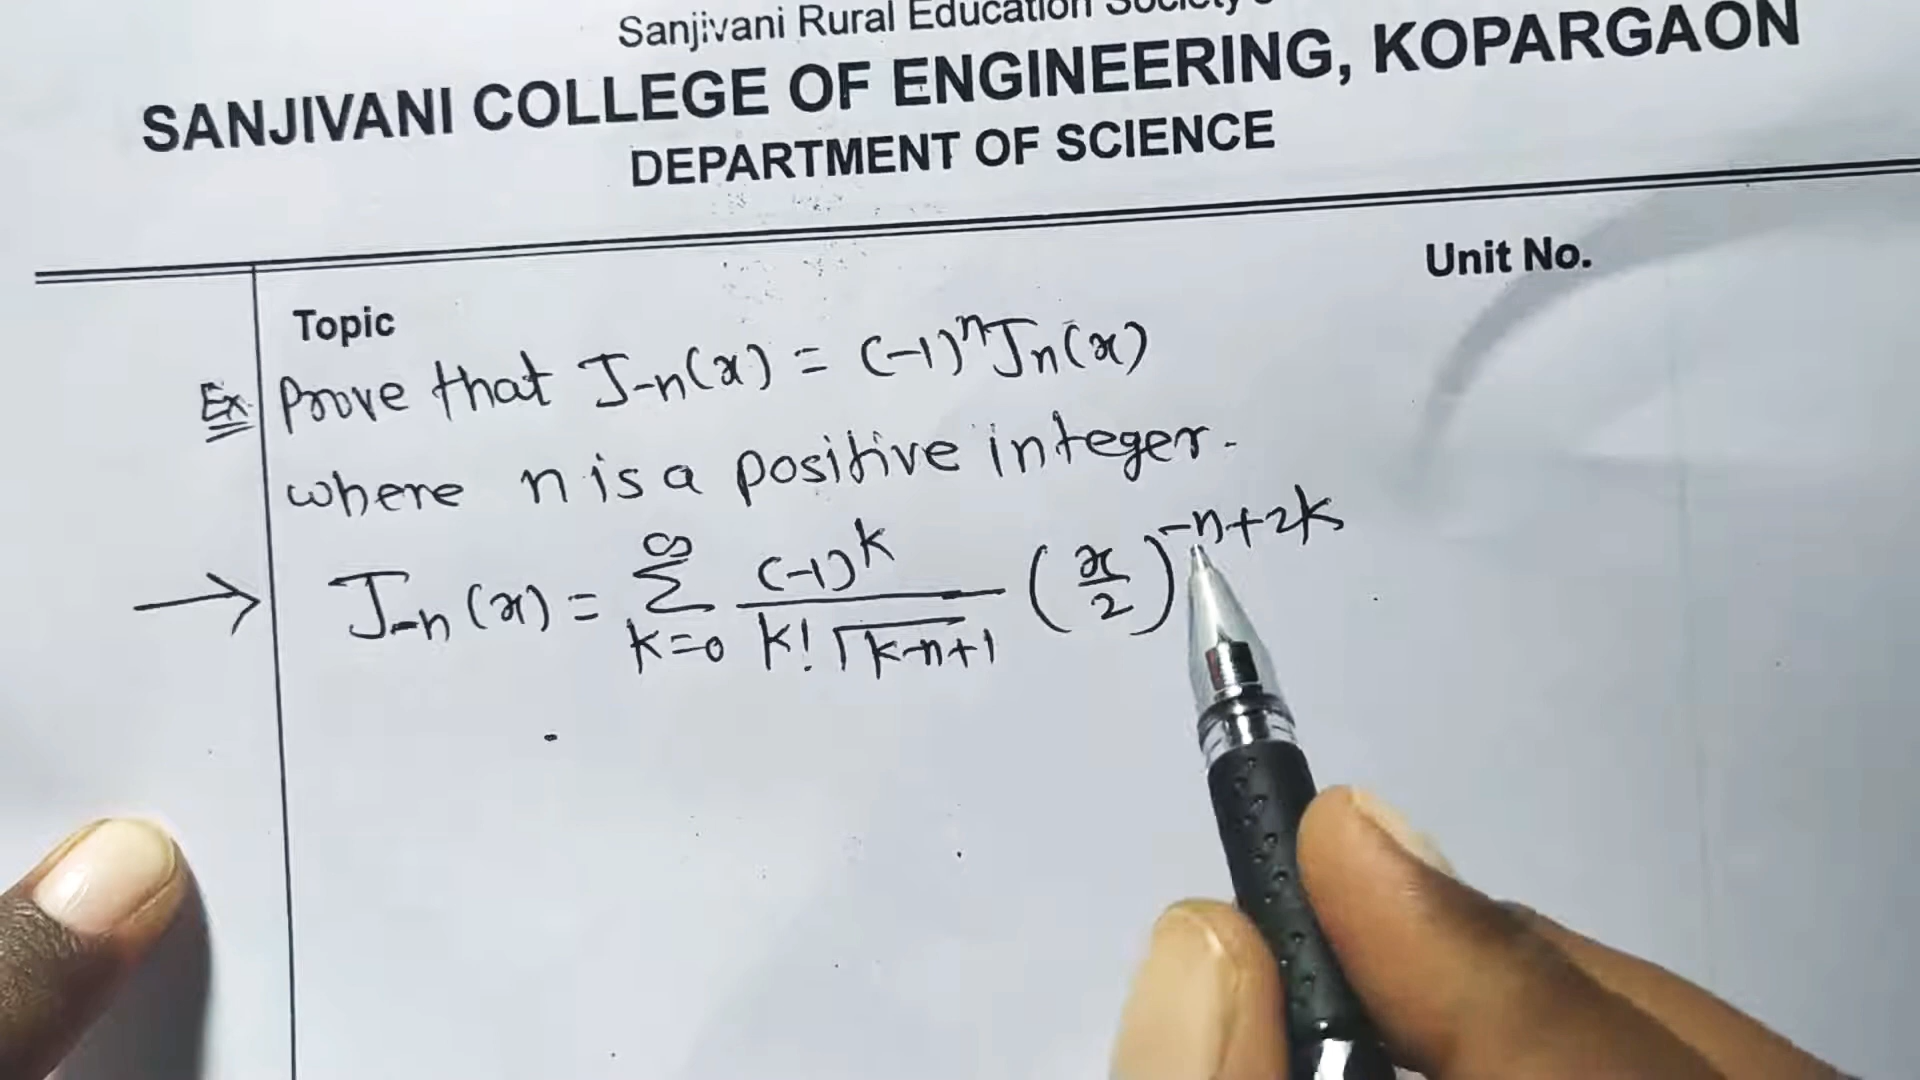 Sanjivani Rural Education Society's
SANJIVANI COLLEGE OF ENGINEERING, KOPARGAON
DEPARTMENT OF SCIENCE
Unit No.
Topic
Ex. Prove that J₋ₙ(x) = (-1)ⁿJₙ(x)
where n is a positive integer.
→ J₋ₙ(x) = ∑_{k=0}^{∞} (-1)^k / (k! Γ(k-n+1)) (x/2)^{-n+2k}